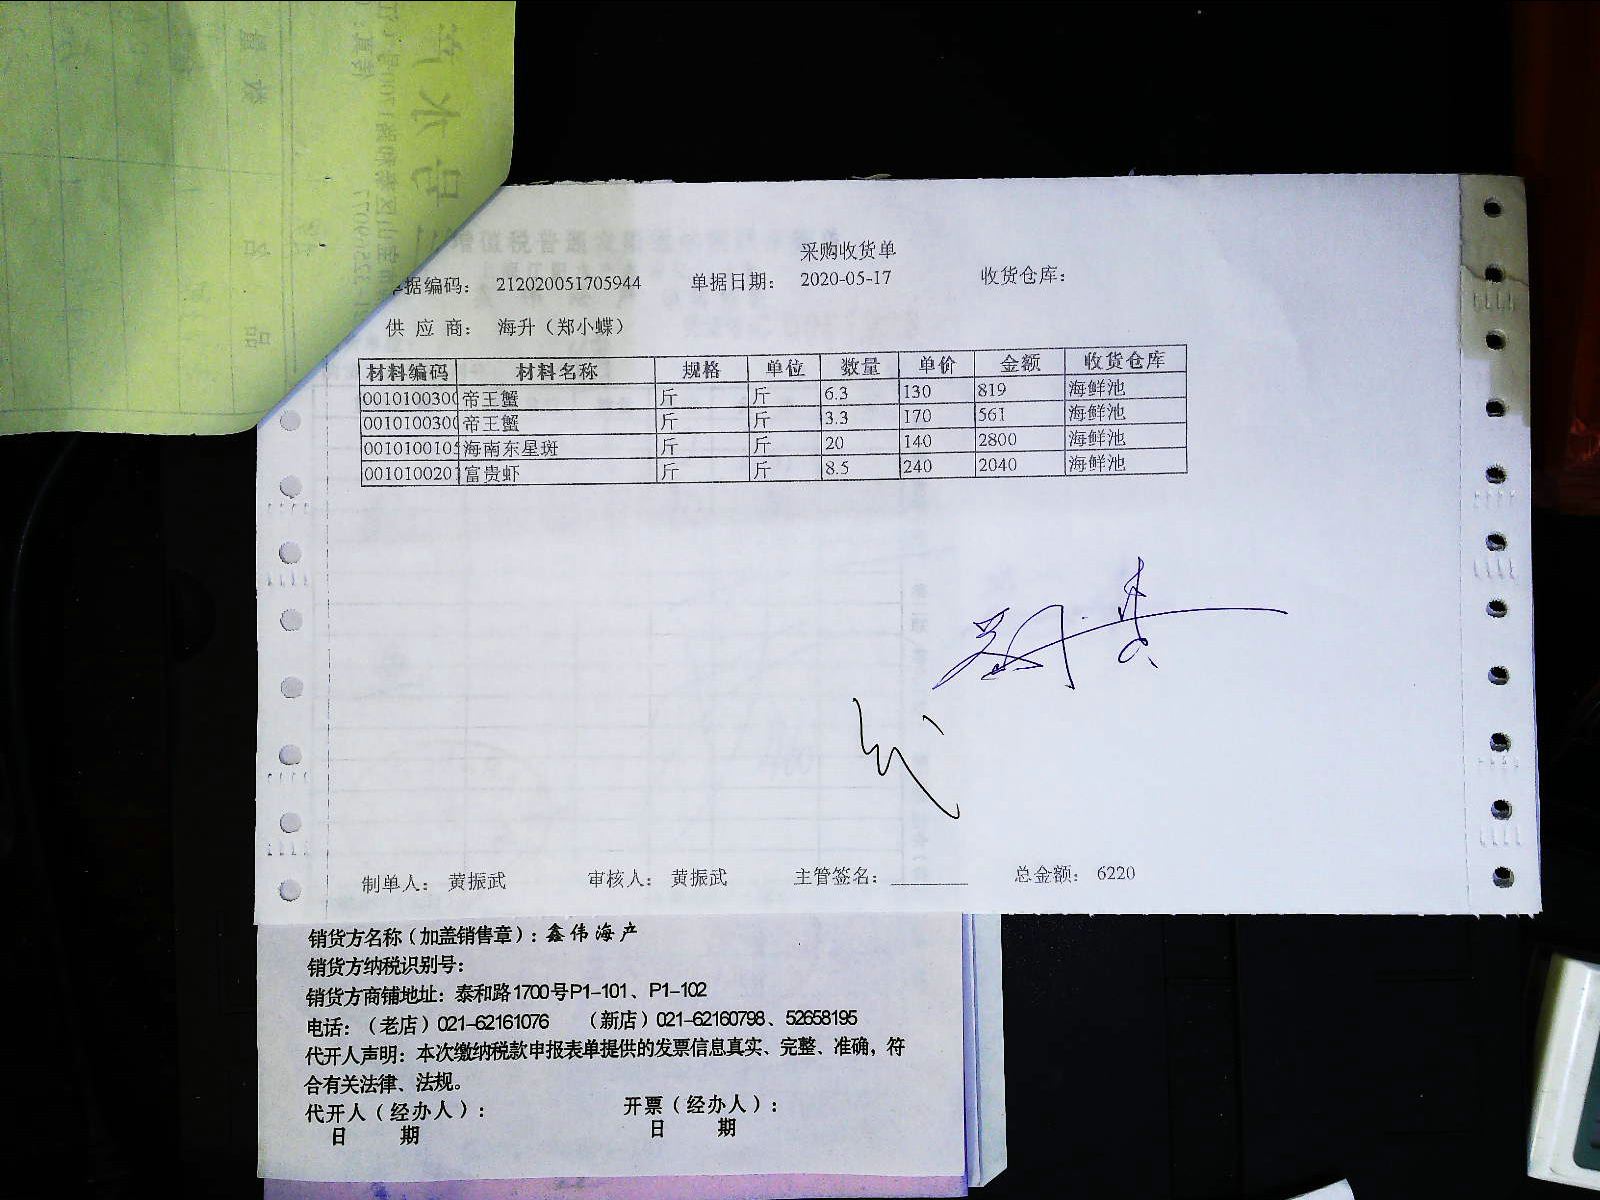 采购收货单
单据编码: 212020051705944 单据日期: 2020-05-17 收货仓库:
供应商: 海升（郑小蝶）
材料编码 材料名称 规格 单位 数量 单价 金额 收货仓库
0010100300 帝王蟹 斤 斤 6.3 130 819 海鲜池
0010100300 帝王蟹 斤 斤 3.3 170 561 海鲜池
001010010 海南东星斑 斤 斤 20 140 2800 海鲜池
001010020 富贵虾 斤 斤 8.5 240 2040 海鲜池
制单人: 黄振武 审核人: 黄振武 主管签名: 总金额: 6220
销货方名称（加盖销售章）: 鑫伟海产
销货方纳税识别号:
销货方商铺地址: 泰和路1700号P1-101、P1-102
电话:（老店）021-62161076 （新店）021-62160798、52658195
代开人声明: 本次缴纳税款申报表单提供的发票信息真实、完整、准确，符
合有关法律、法规。
代开人（经办人）: 开票（经办人）:
日 期 日 期